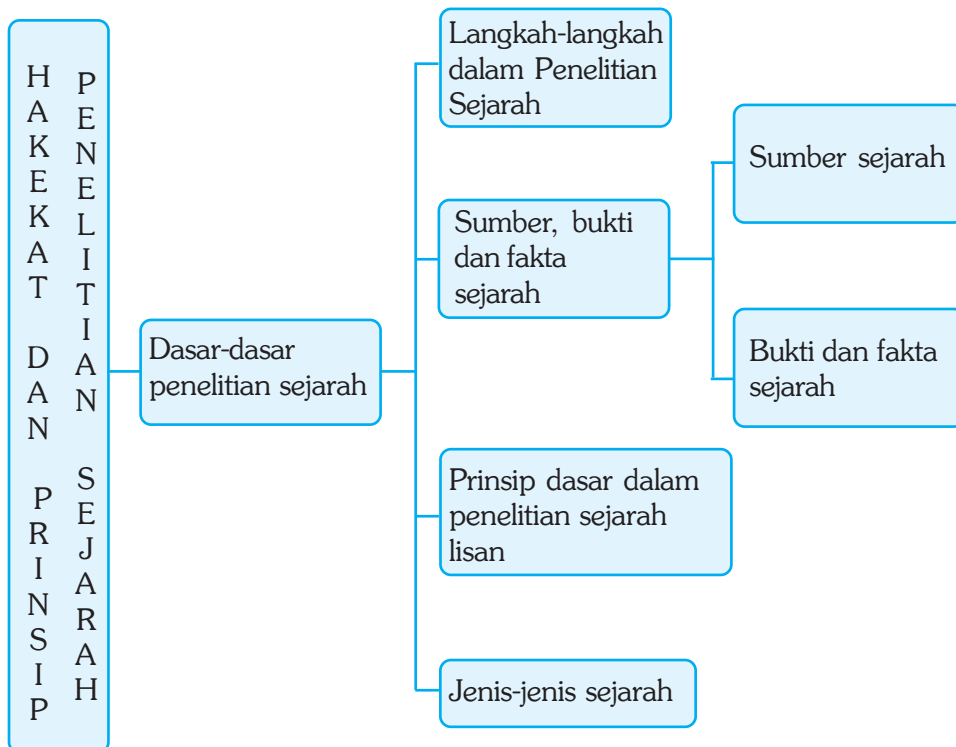 HAKEKAT DAN PRINSIP
PENELITIAN SEJARAH
Dasar-dasar
penelitian sejarah
Langkah-langkah
dalam Penelitian
Sejarah
Sumber, bukti
dan fakta
sejarah
Sumber sejarah
Bukti dan fakta
sejarah
Prinsip dasar dalam
penelitian sejarah
lisan
Jenis-jenis sejarah